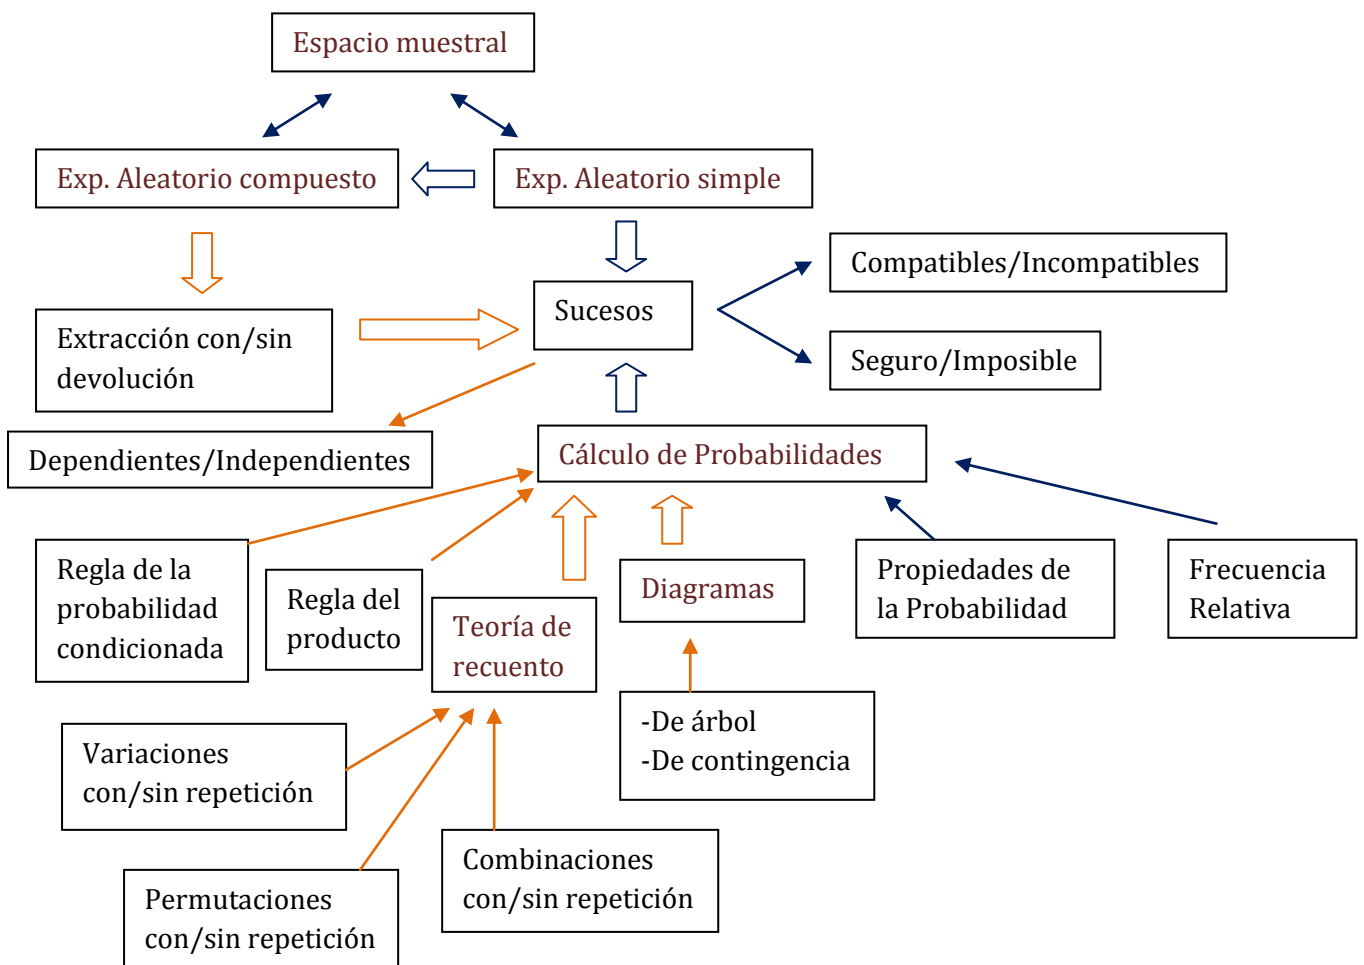 Espacio muestral
Exp. Aleatorio compuesto
Exp. Aleatorio simple
Compatibles/Incompatibles
Sucesos
Extracción con/sin
devolución
Seguro/Imposible
Dependientes/Independientes
Cálculo de Probabilidades
Regla de la
probabilidad
condicionada
Regla del
producto
Teoría de
recuento
Diagramas
Propiedades de
la Probabilidad
Frecuencia
Relativa
-De árbol
-De contingencia
Variaciones
con/sin repetición
Combinaciones
con/sin repetición
Permutaciones
con/sin repetición